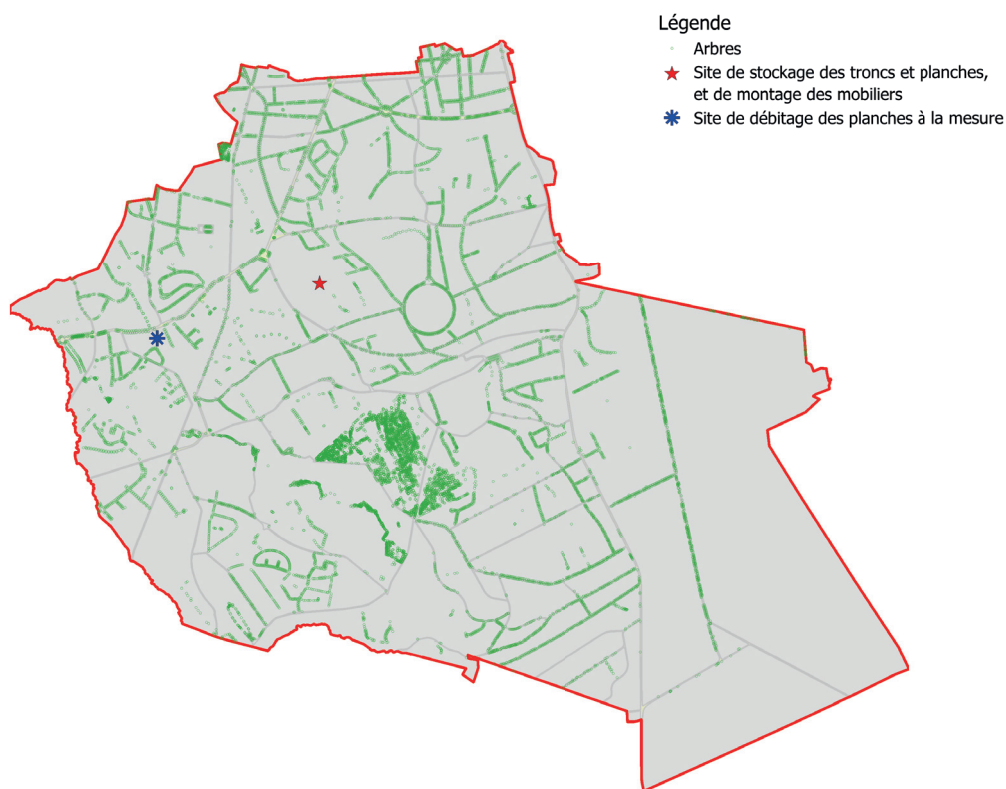 Légende
Arbres
Site de stockage des troncs et planches,
et de montage des mobiliers
Site de débitage des planches à la mesure